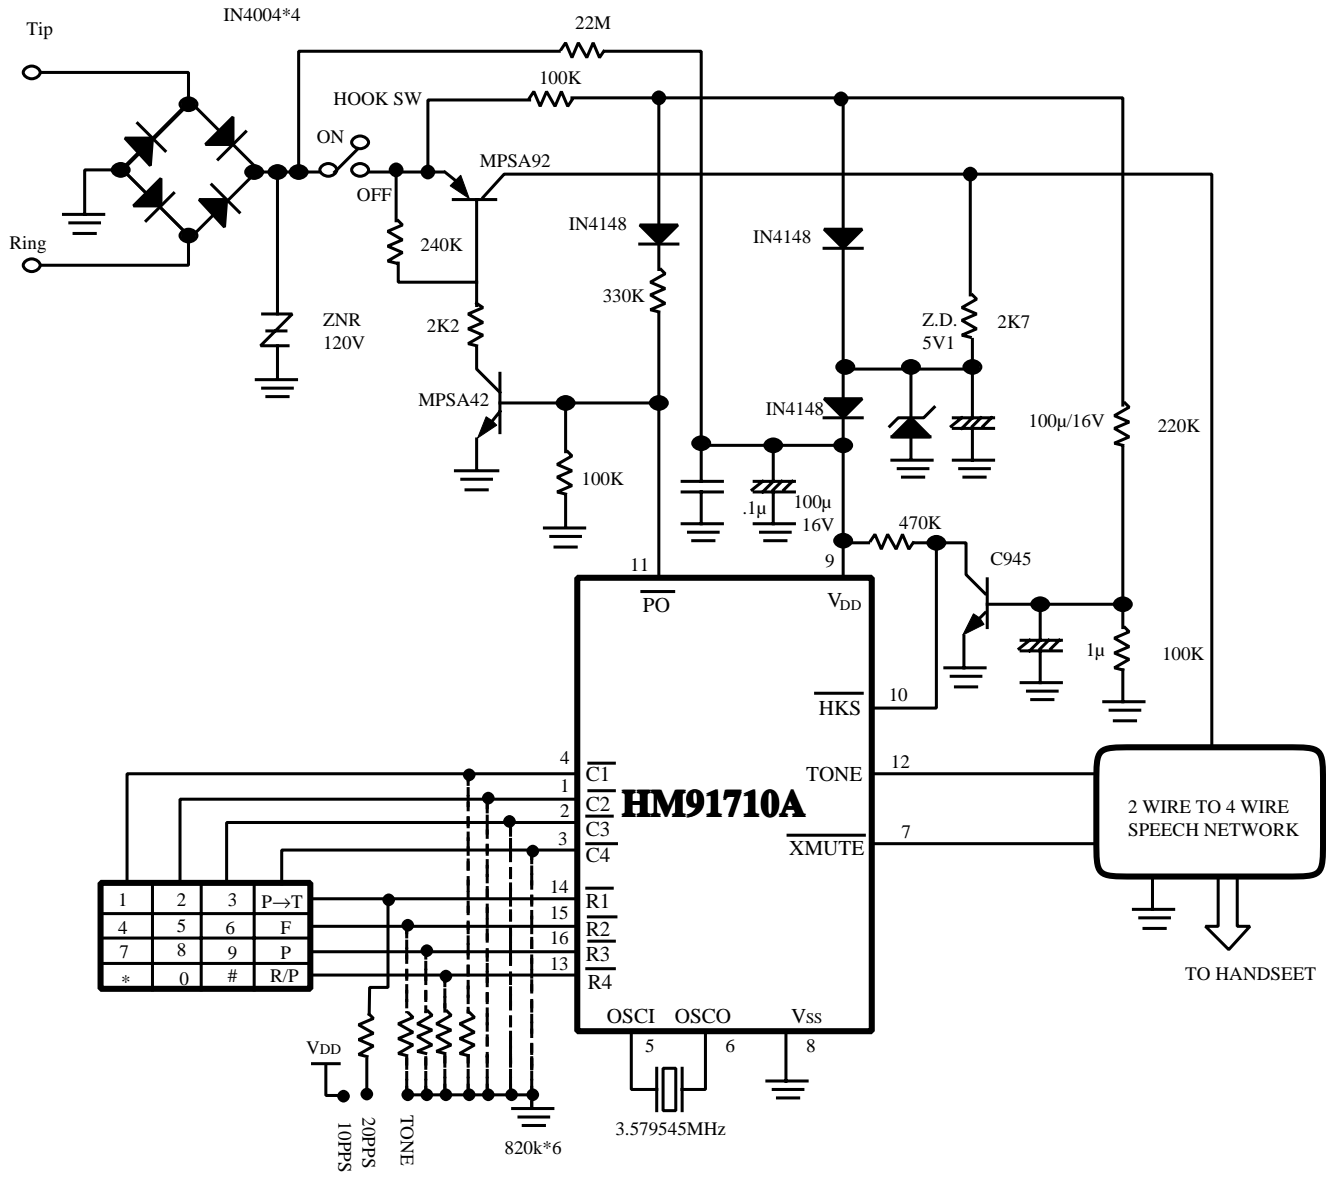 IN4004*4
22M
Tip
100K
HOOK SW
ON
MPSA92
OFF
IN4148
IN4148
Ring
240K
330K
2K2
ZNR
120V
Z.D.
5V1
2K7
MPSA42
IN4148
100µ/16V
220K
100K
.1µ
100µ
16V
470K
C945
11
9
PO
VDD
1µ
100K
10
HKS
4
C1
12
TONE
1
C2
HM91710A
2 WIRE TO 4 WIRE
SPEECH NETWORK
2
C3
3
C4
7
XMUTE
1 2 3 P→T
14
R1
4 5 6 F
15
R2
7 8 9 P
16
R3
* 0 # R/P
13
R4
TO HANDSEET
OSCI
OSCO
VSS
5
6
8
VDD
3.579545MHz
10PPS
20PPS
TONE
820k*6